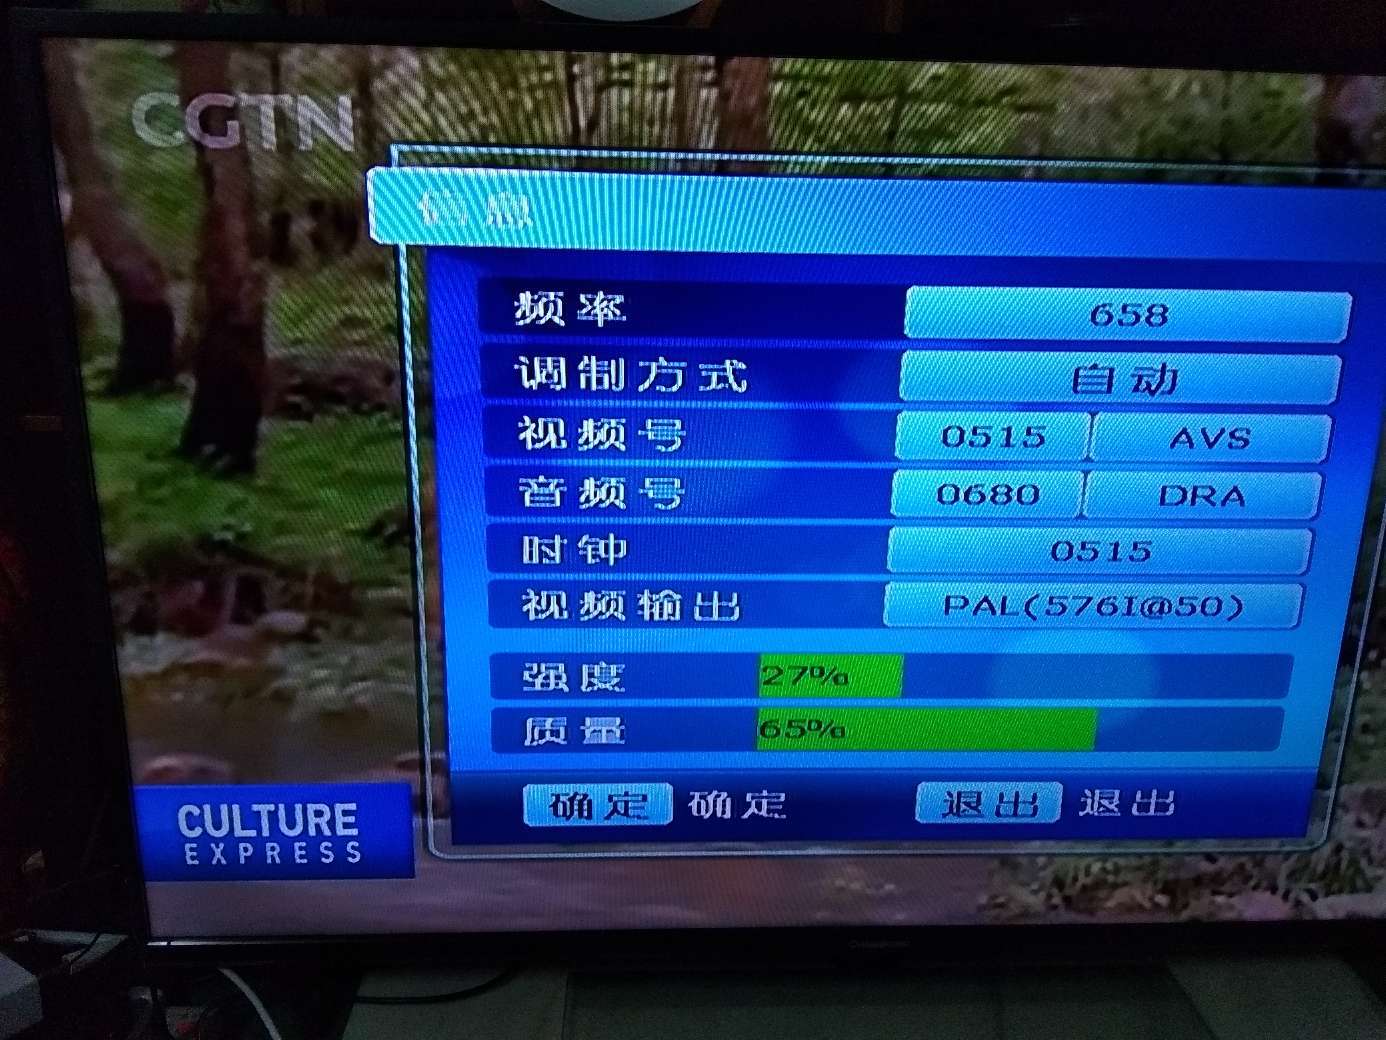 CGTN
信息
频率 658
调制方式 自动
视频号 0515 AVS
音频号 0680 DRA
时钟 0515
视频输出 PAL(576I@50)
强度 27%
质量 65%
确定 确定 退出 退出
CULTURE
EXPRESS